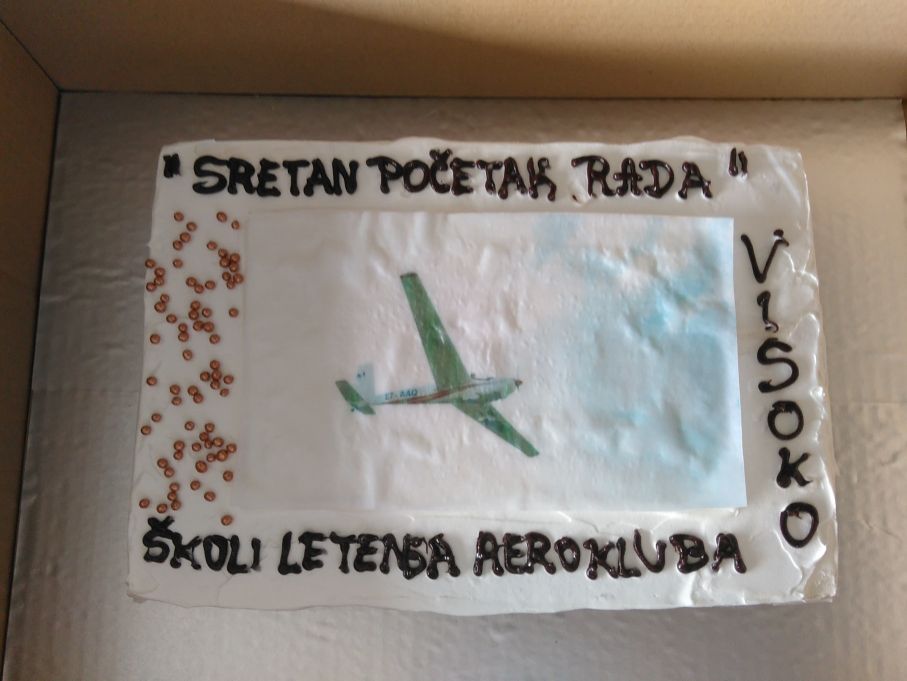 "SRETAN POČETAK RADA"
ŠKOLI LETENJA AEROKLUBA
VISOKO